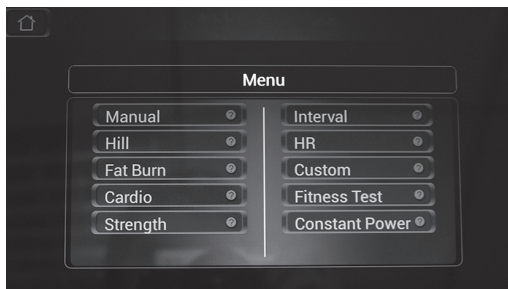 Menu
Manual
Hill
Fat Burn
Cardio
Strength
Interval
HR
Custom
Fitness Test
Constant Power